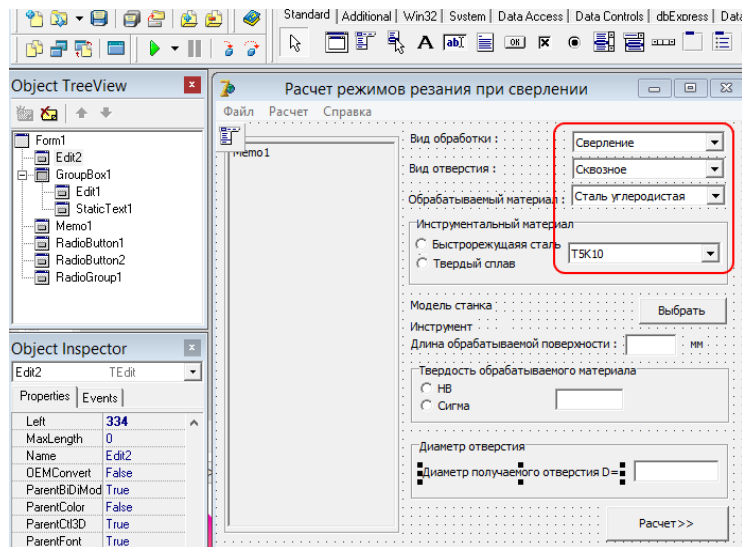 Standard Additional Win32 System Data Access Data Controls dbExpress Data
OK
Object TreeView
Form1
Edit2
GroupBox1
Edit1
StaticText1
Memo1
RadioButton1
RadioButton2
RadioGroup1
Object Inspector
Edit2 TEdit
Properties Events
Left 334
MaxLength 0
Name Edit2
OEMConvert False
ParentBiDiMod True
ParentColor False
ParentCtl3D True
ParentFont True
Расчет режимов резания при сверлении
Файл Расчет Справка
Memo1
Вид обработки : Сверление
Вид отверстия : Сквозное
Обрабатываемый материал : Сталь углеродистая
Инструментальный материал
Быстрорежущаяя сталь
Твердый сплав
T5K10
Модель станка
Выбрать
Инструмент
Длина обрабатываемой поверхности : мм
Твердость обрабатываемого материала
НВ
Сигма
Диаметр отверстия
Диаметр получаемого отверстия D=
Расчет>>